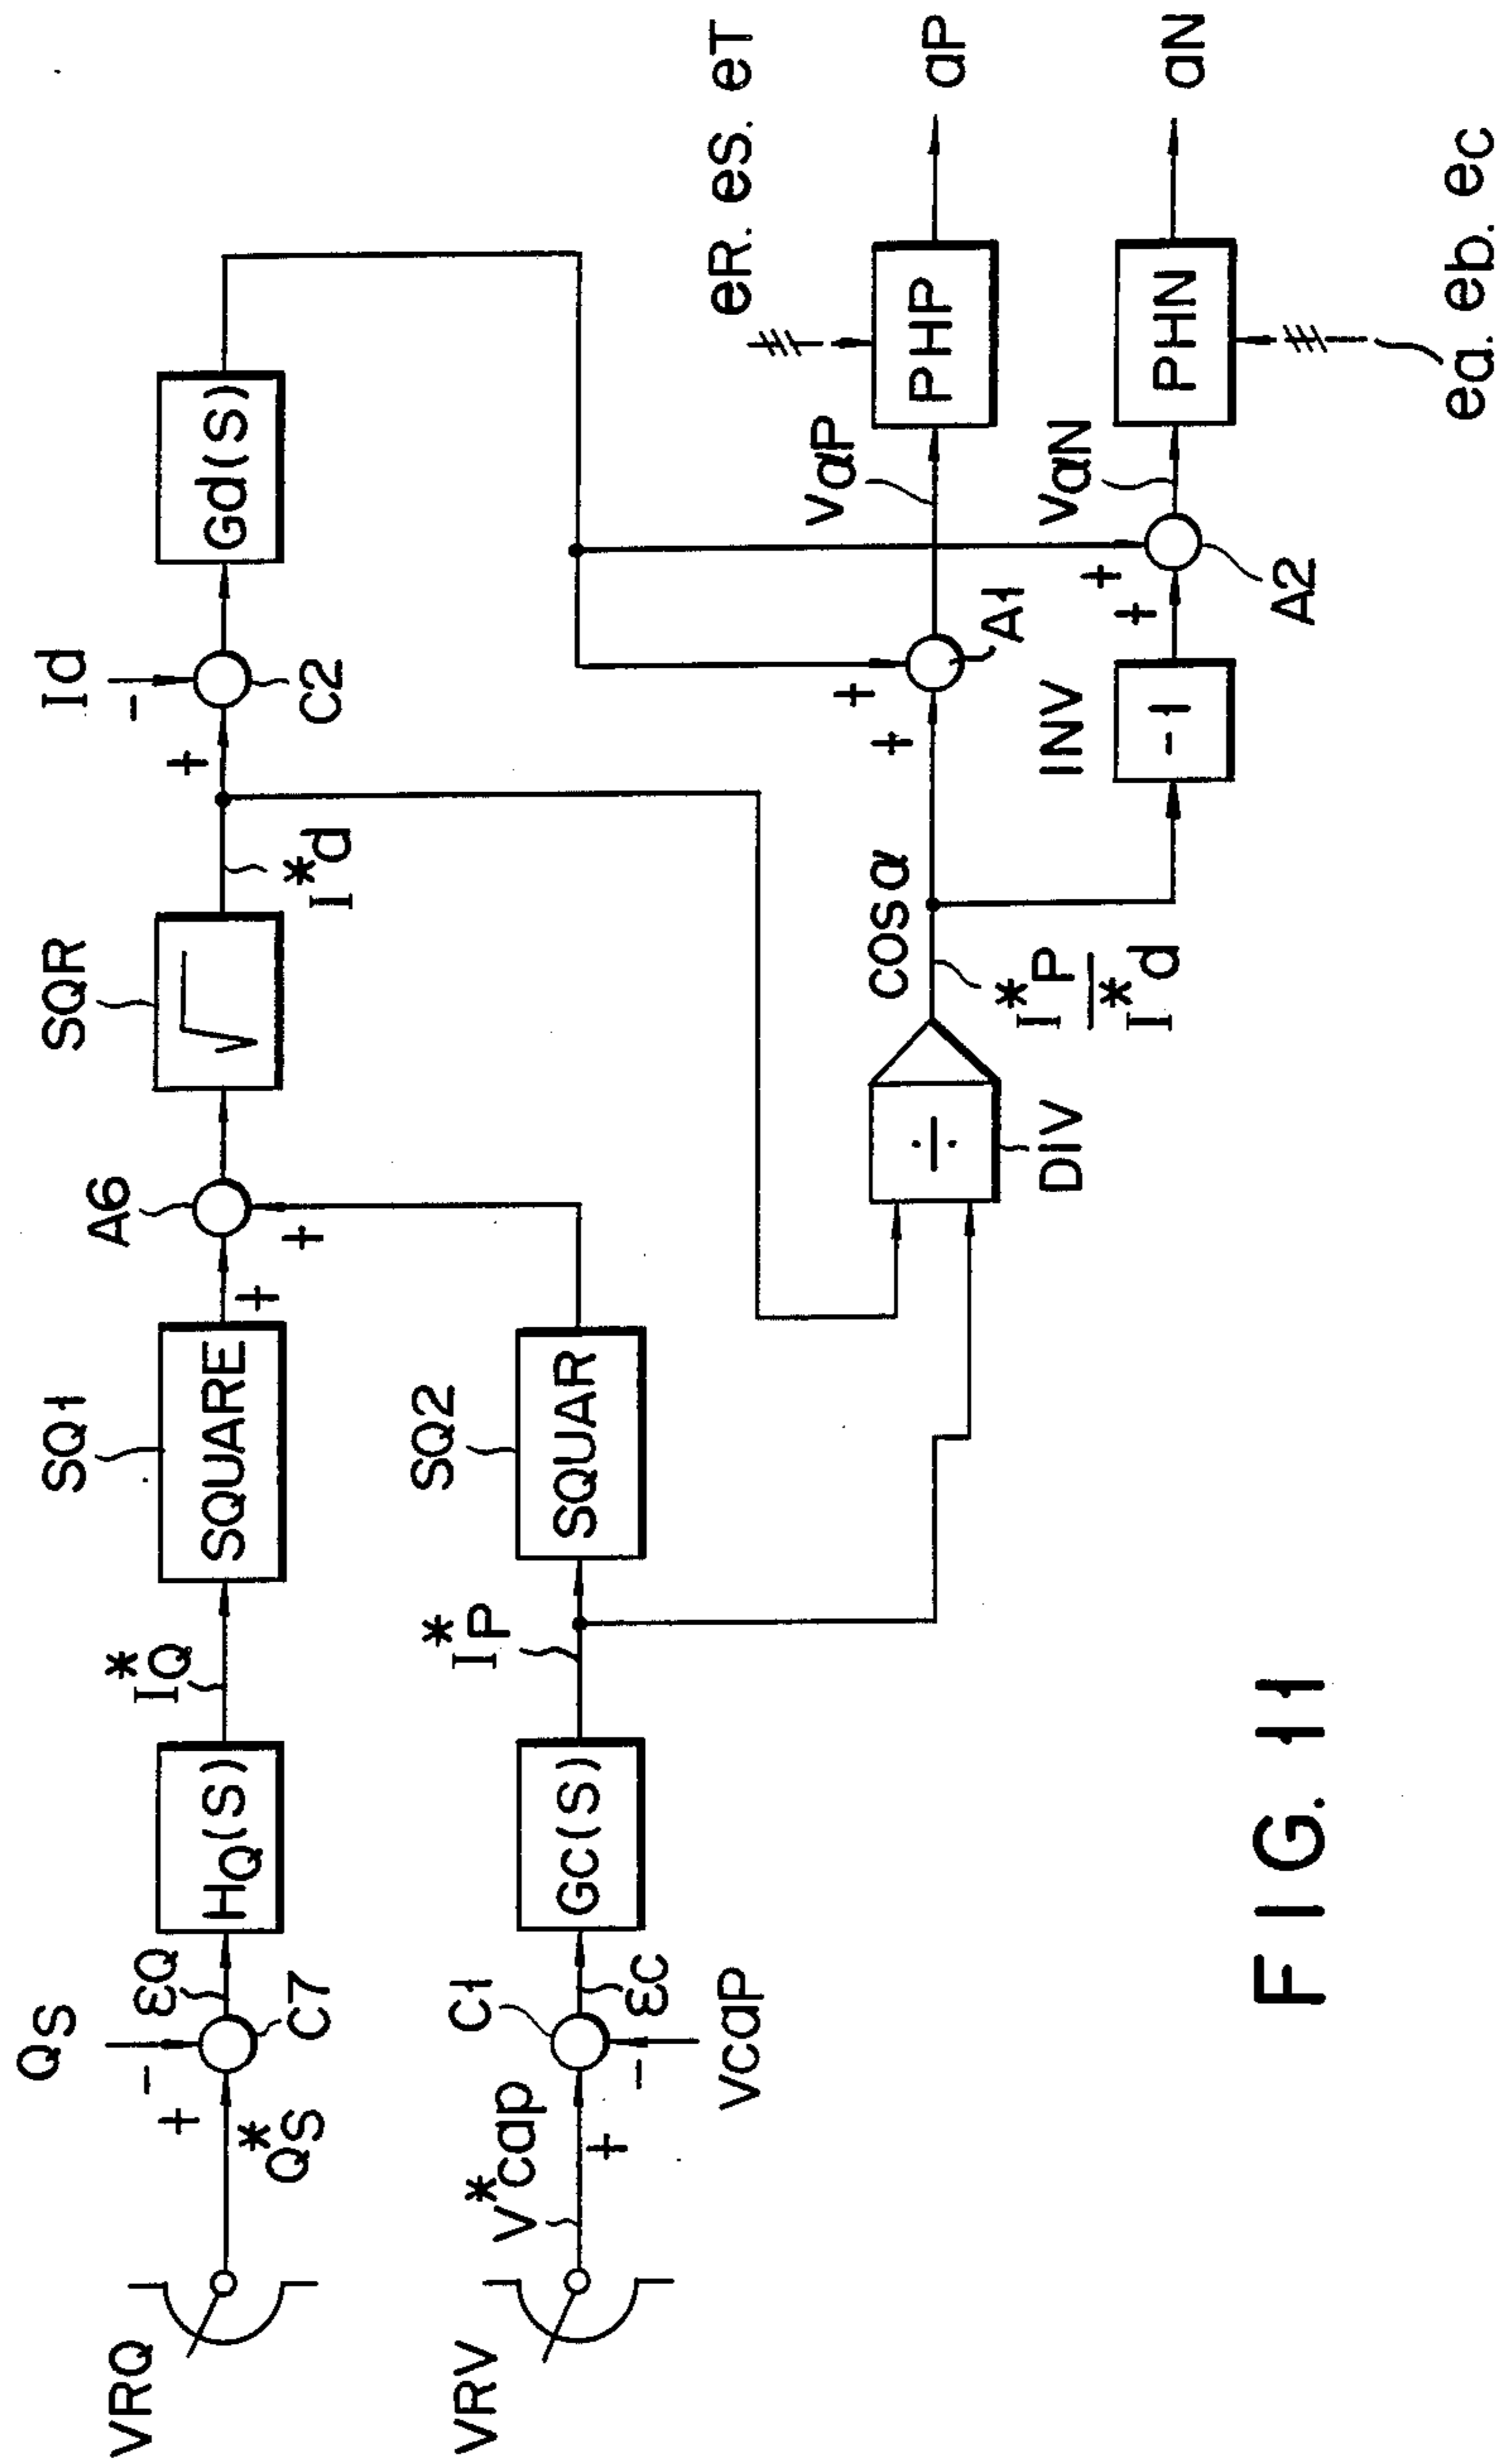 VRQ
Q*S
QS
+
-
C7
εQ
HQ(S)
I*Q
SQ1
SQUARE
+
A6
+
SQR
√
I*d
+
Id
-
C2
Gd(S)
VRV
V*cap
+
-
VcaP
C1
εC
GC(S)
I*P
SQ2
SQUAR
÷
DIV
COSα
I*P
I*d
+
+
A1
VαP
PHP
eR. eS. eT
αP
INV
-1
+
+
A2
VαN
PHN
ea. eb. ec
αN
FIG. 11